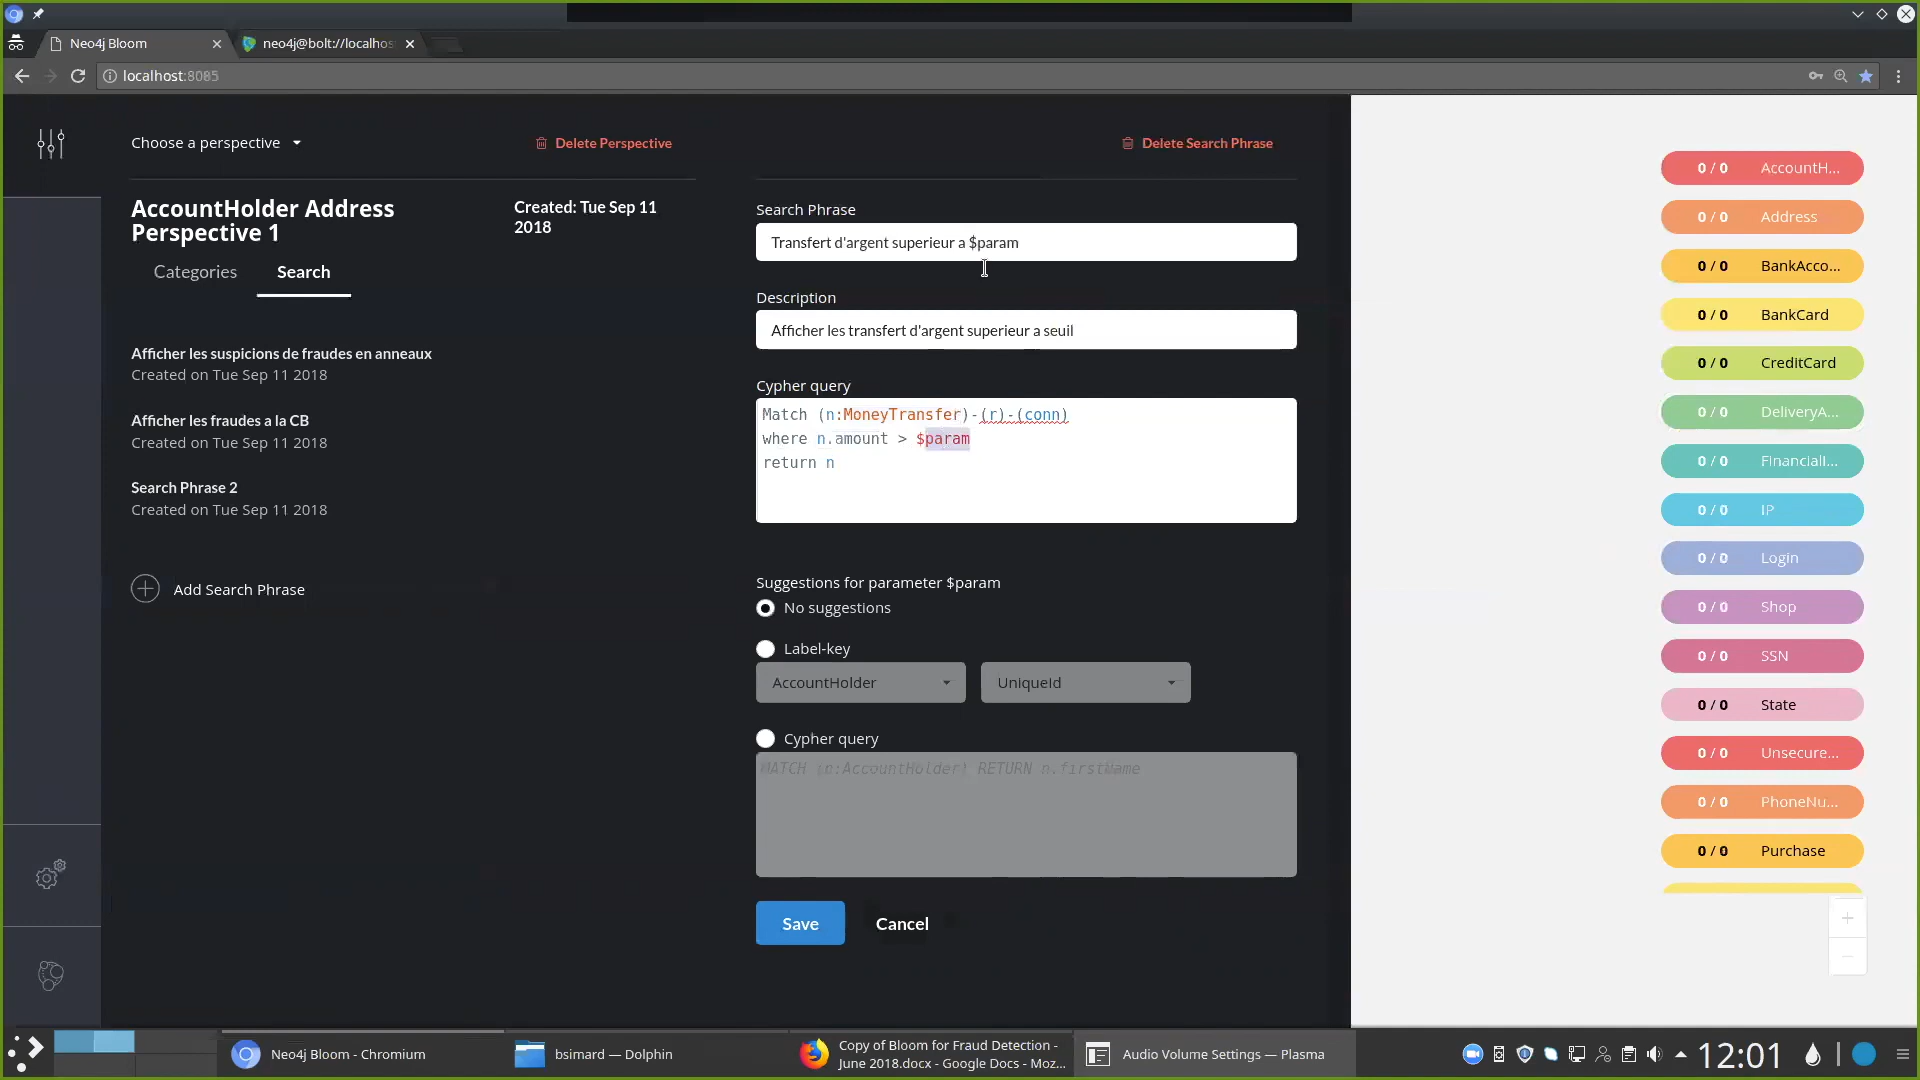 Neo4j Bloom
neo4j@bolt://localhos
localhost:8085
Choose a perspective
Delete Perspective
Delete Search Phrase
AccountHolder Address
Perspective 1
Created: Tue Sep 11
2018
Categories
Search
Afficher les suspicions de fraudes en anneaux
Created on Tue Sep 11 2018
Afficher les fraudes a la CB
Created on Tue Sep 11 2018
Search Phrase 2
Created on Tue Sep 11 2018
Add Search Phrase
Search Phrase
Transfert d'argent superieur a $param
Description
Afficher les transfert d'argent superieur a seuil
Cypher query
Match (n:MoneyTransfer)-(r)-(conn)
where n.amount > $param
return n
Suggestions for parameter $param
No suggestions
Label-key
AccountHolder
UniqueId
Cypher query
MATCH (n:AccountHolder) RETURN n.firstName
Save
Cancel
0 / 0 AccountH...
0 / 0 Address
0 / 0 BankAcco...
0 / 0 BankCard
0 / 0 CreditCard
0 / 0 DeliveryA...
0 / 0 FInancialI...
0 / 0 IP
0 / 0 Login
0 / 0 Shop
0 / 0 SSN
0 / 0 State
0 / 0 Unsecure...
0 / 0 PhoneNu...
0 / 0 Purchase
Neo4j Bloom - Chromium
bsimard — Dolphin
Copy of Bloom for Fraud Detection -
June 2018.docx - Google Docs - Moz...
Audio Volume Settings — Plasma
12:01